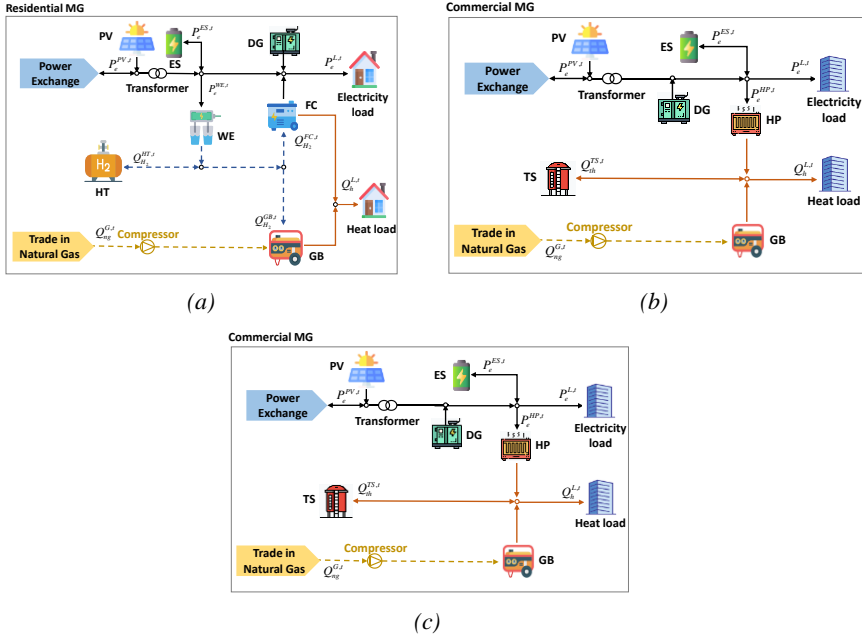 Residential MG
PV
P_e^{PV,t}
ES
P_e^{ES,t}
DG
P_e^{L,t}
Power
Exchange
Transformer
P_e^{WE,t}
Electricity
load
WE
FC
Q_{H_2}^{FC,t}
H2
HT
Q_{H_2}^{HT,t}
Q_h^{L,t}
Heat load
Q_{H_2}^{GB,t}
Trade in
Natural Gas
Q_{ng}^{G,t}
Compressor
GB
(a)
Commercial MG
PV
P_e^{PV,t}
ES
P_e^{ES,t}
P_e^{L,t}
Power
Exchange
Transformer
DG
P_e^{HP,t}
HP
Electricity
load
TS
Q_{th}^{TS,t}
Q_h^{L,t}
Heat load
Trade in
Natural Gas
Compressor
Q_{ng}^{G,t}
GB
(b)
Commercial MG
PV
P_e^{PV,t}
ES
P_e^{ES,t}
P_e^{L,t}
Power
Exchange
Transformer
DG
P_e^{HP,t}
HP
Electricity
load
TS
Q_{th}^{TS,t}
Q_h^{L,t}
Heat load
Trade in
Natural Gas
Compressor
Q_{ng}^{G,t}
GB
(c)